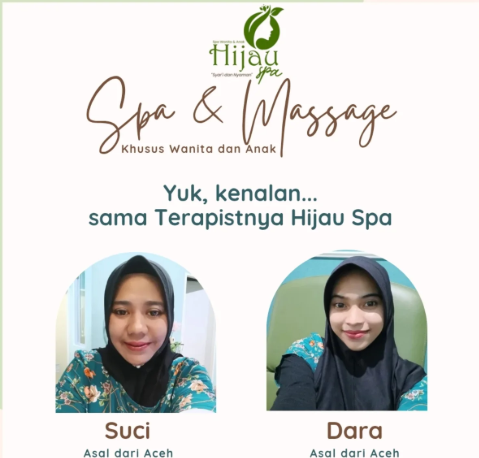 Hijau
spa
Spa & Massage
Khusus Wanita dan Anak
Yuk, kenalan...
sama Terapistnya Hijau Spa
Suci
Dara
Asal dari Aceh
Asal dari Aceh